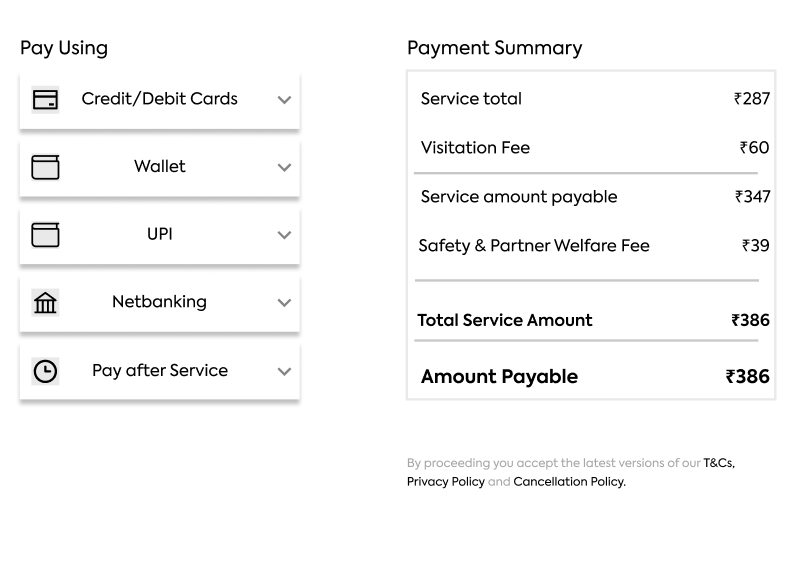 Pay Using
Credit/Debit Cards
Wallet
UPI
Netbanking
Pay after Service
Payment Summary
Service total ₹287
Visitation Fee ₹60
Service amount payable ₹347
Safety & Partner Welfare Fee ₹39
Total Service Amount ₹386
Amount Payable ₹386
By proceeding you accept the latest versions of our T&Cs,
Privacy Policy and Cancellation Policy.